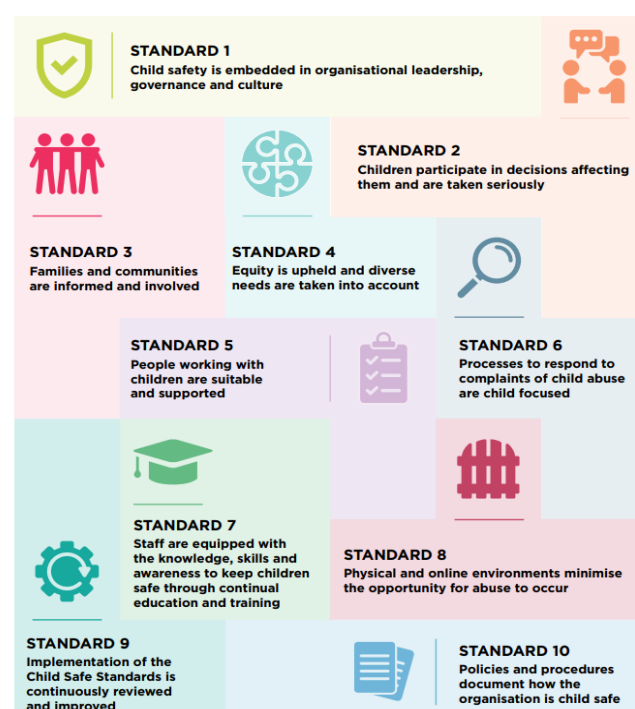 STANDARD 1
Child safety is embedded in organisational leadership,
governance and culture
STANDARD 2
Children participate in decisions affecting
them and are taken seriously
STANDARD 3
Families and communities
are informed and involved
STANDARD 4
Equity is upheld and diverse
needs are taken into account
STANDARD 5
People working with
children are suitable
and supported
STANDARD 6
Processes to respond to
complaints of child abuse
are child focused
STANDARD 7
Staff are equipped with
the knowledge, skills and
awareness to keep children
safe through continual
education and training
STANDARD 8
Physical and online environments minimise
the opportunity for abuse to occur
STANDARD 9
Implementation of the
Child Safe Standards is
continuously reviewed
and improved
STANDARD 10
Policies and procedures
document how the
organisation is child safe